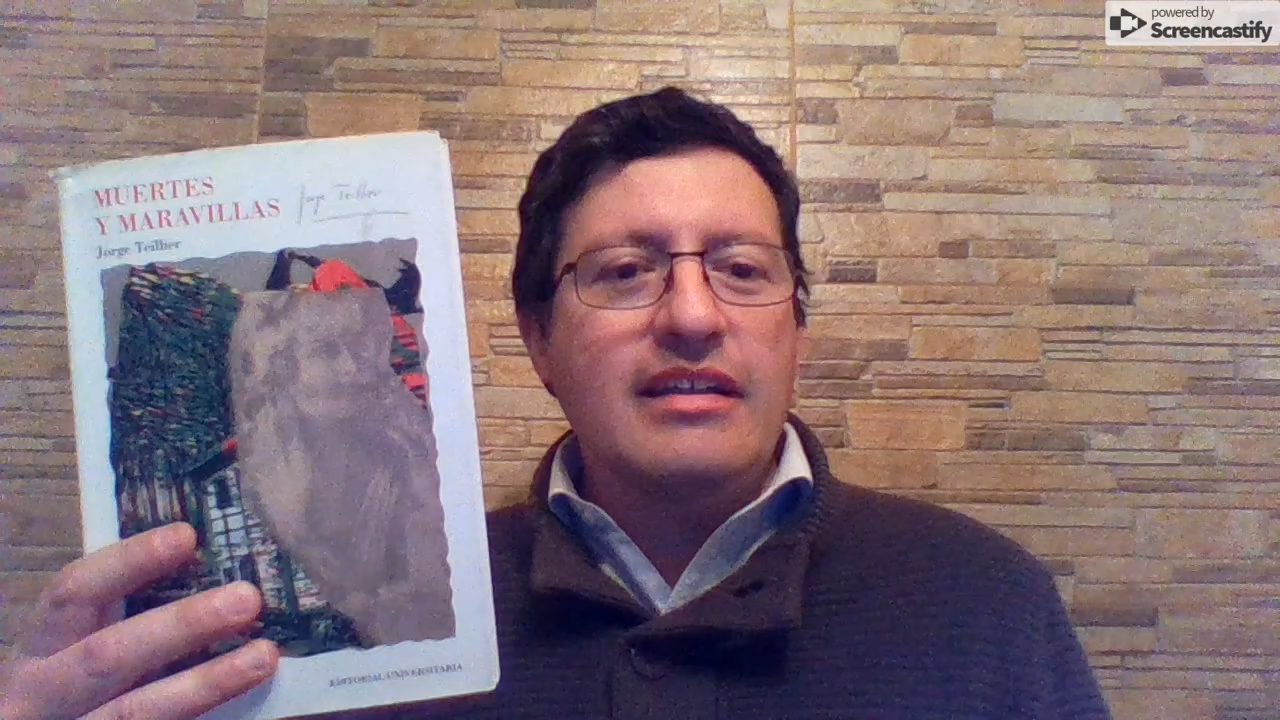 powered by
Screencastify
MUERTES
Y MARAVILLAS
Jorge Teillier
Jorge Teillier
EDITORIAL UNIVERSITARIA